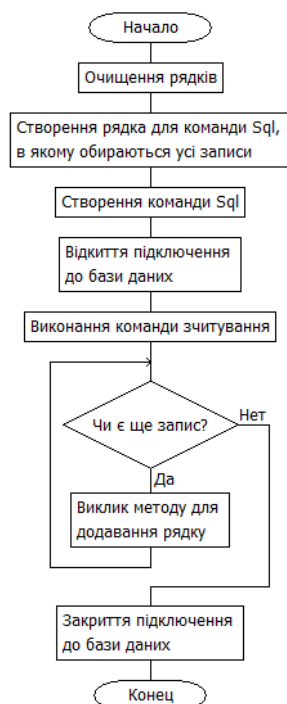 Начало
Очищення рядків
Створення рядка для команди Sql,
в якому обираються усі записи
Створення команди Sql
Відкиття підключення
до бази даних
Виконання команди зчитування
Чи є ще запис?
Нет
Да
Виклик методу для
додавання рядку
Закриття підключення
до бази даних
Конец